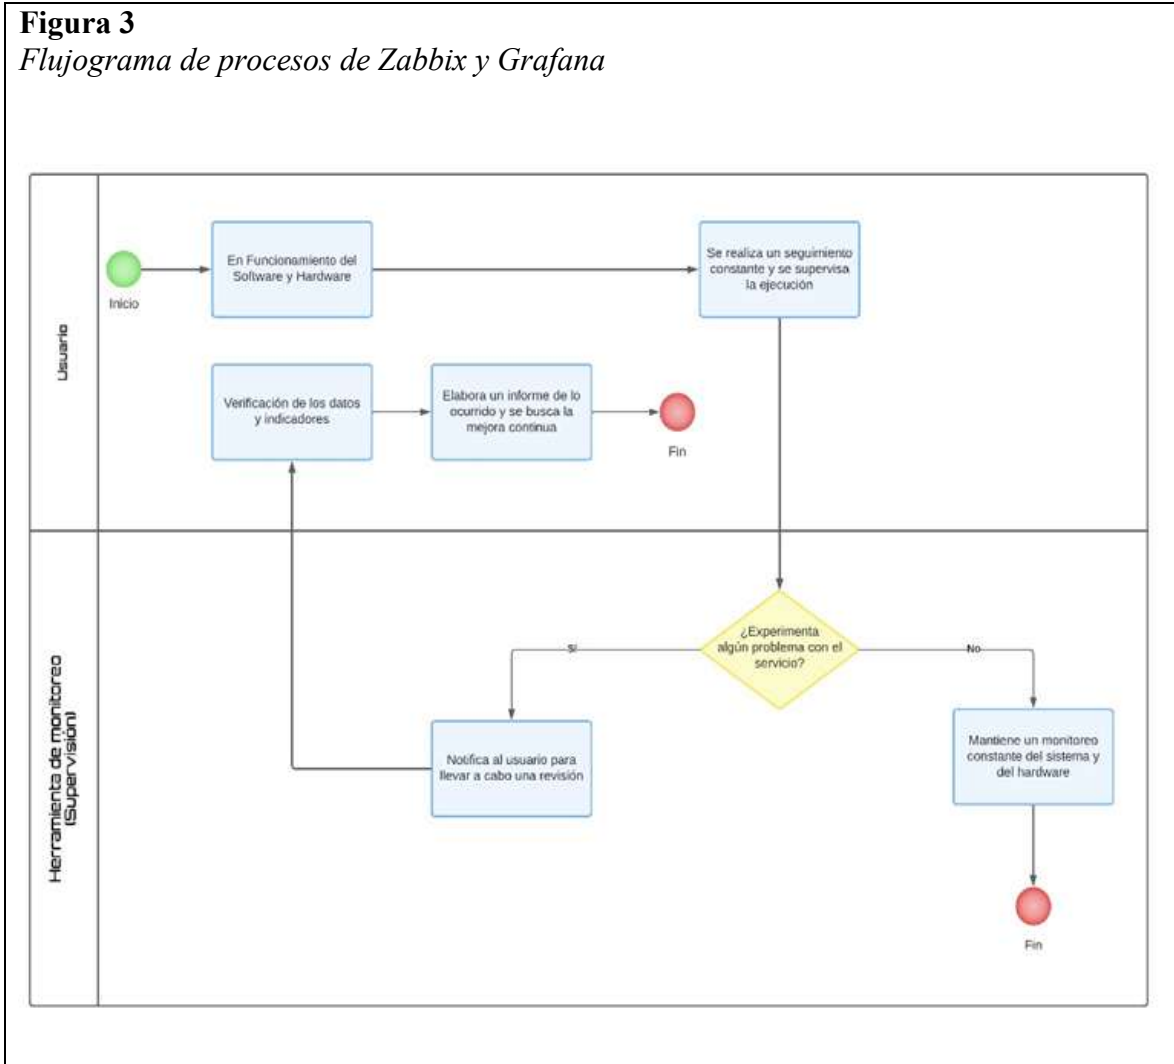 Figura 3
Flujograma de procesos de Zabbix y Grafana
Usuario
Inicio
En Funcionamiento del
Software y Hardware
Se realiza un seguimiento
constante y se supervisa
la ejecución
Verificación de los datos
y indicadores
Elabora un informe de lo
ocurrido y se busca la
mejora continua
Fin
Herramienta de monitoreo
(Supervisión)
¿Experimenta
algún problema con el
servicio?
Sí
No
Notifica al usuario para
llevar a cabo una revisión
Mantiene un monitoreo
constante del sistema y
del hardware
Fin